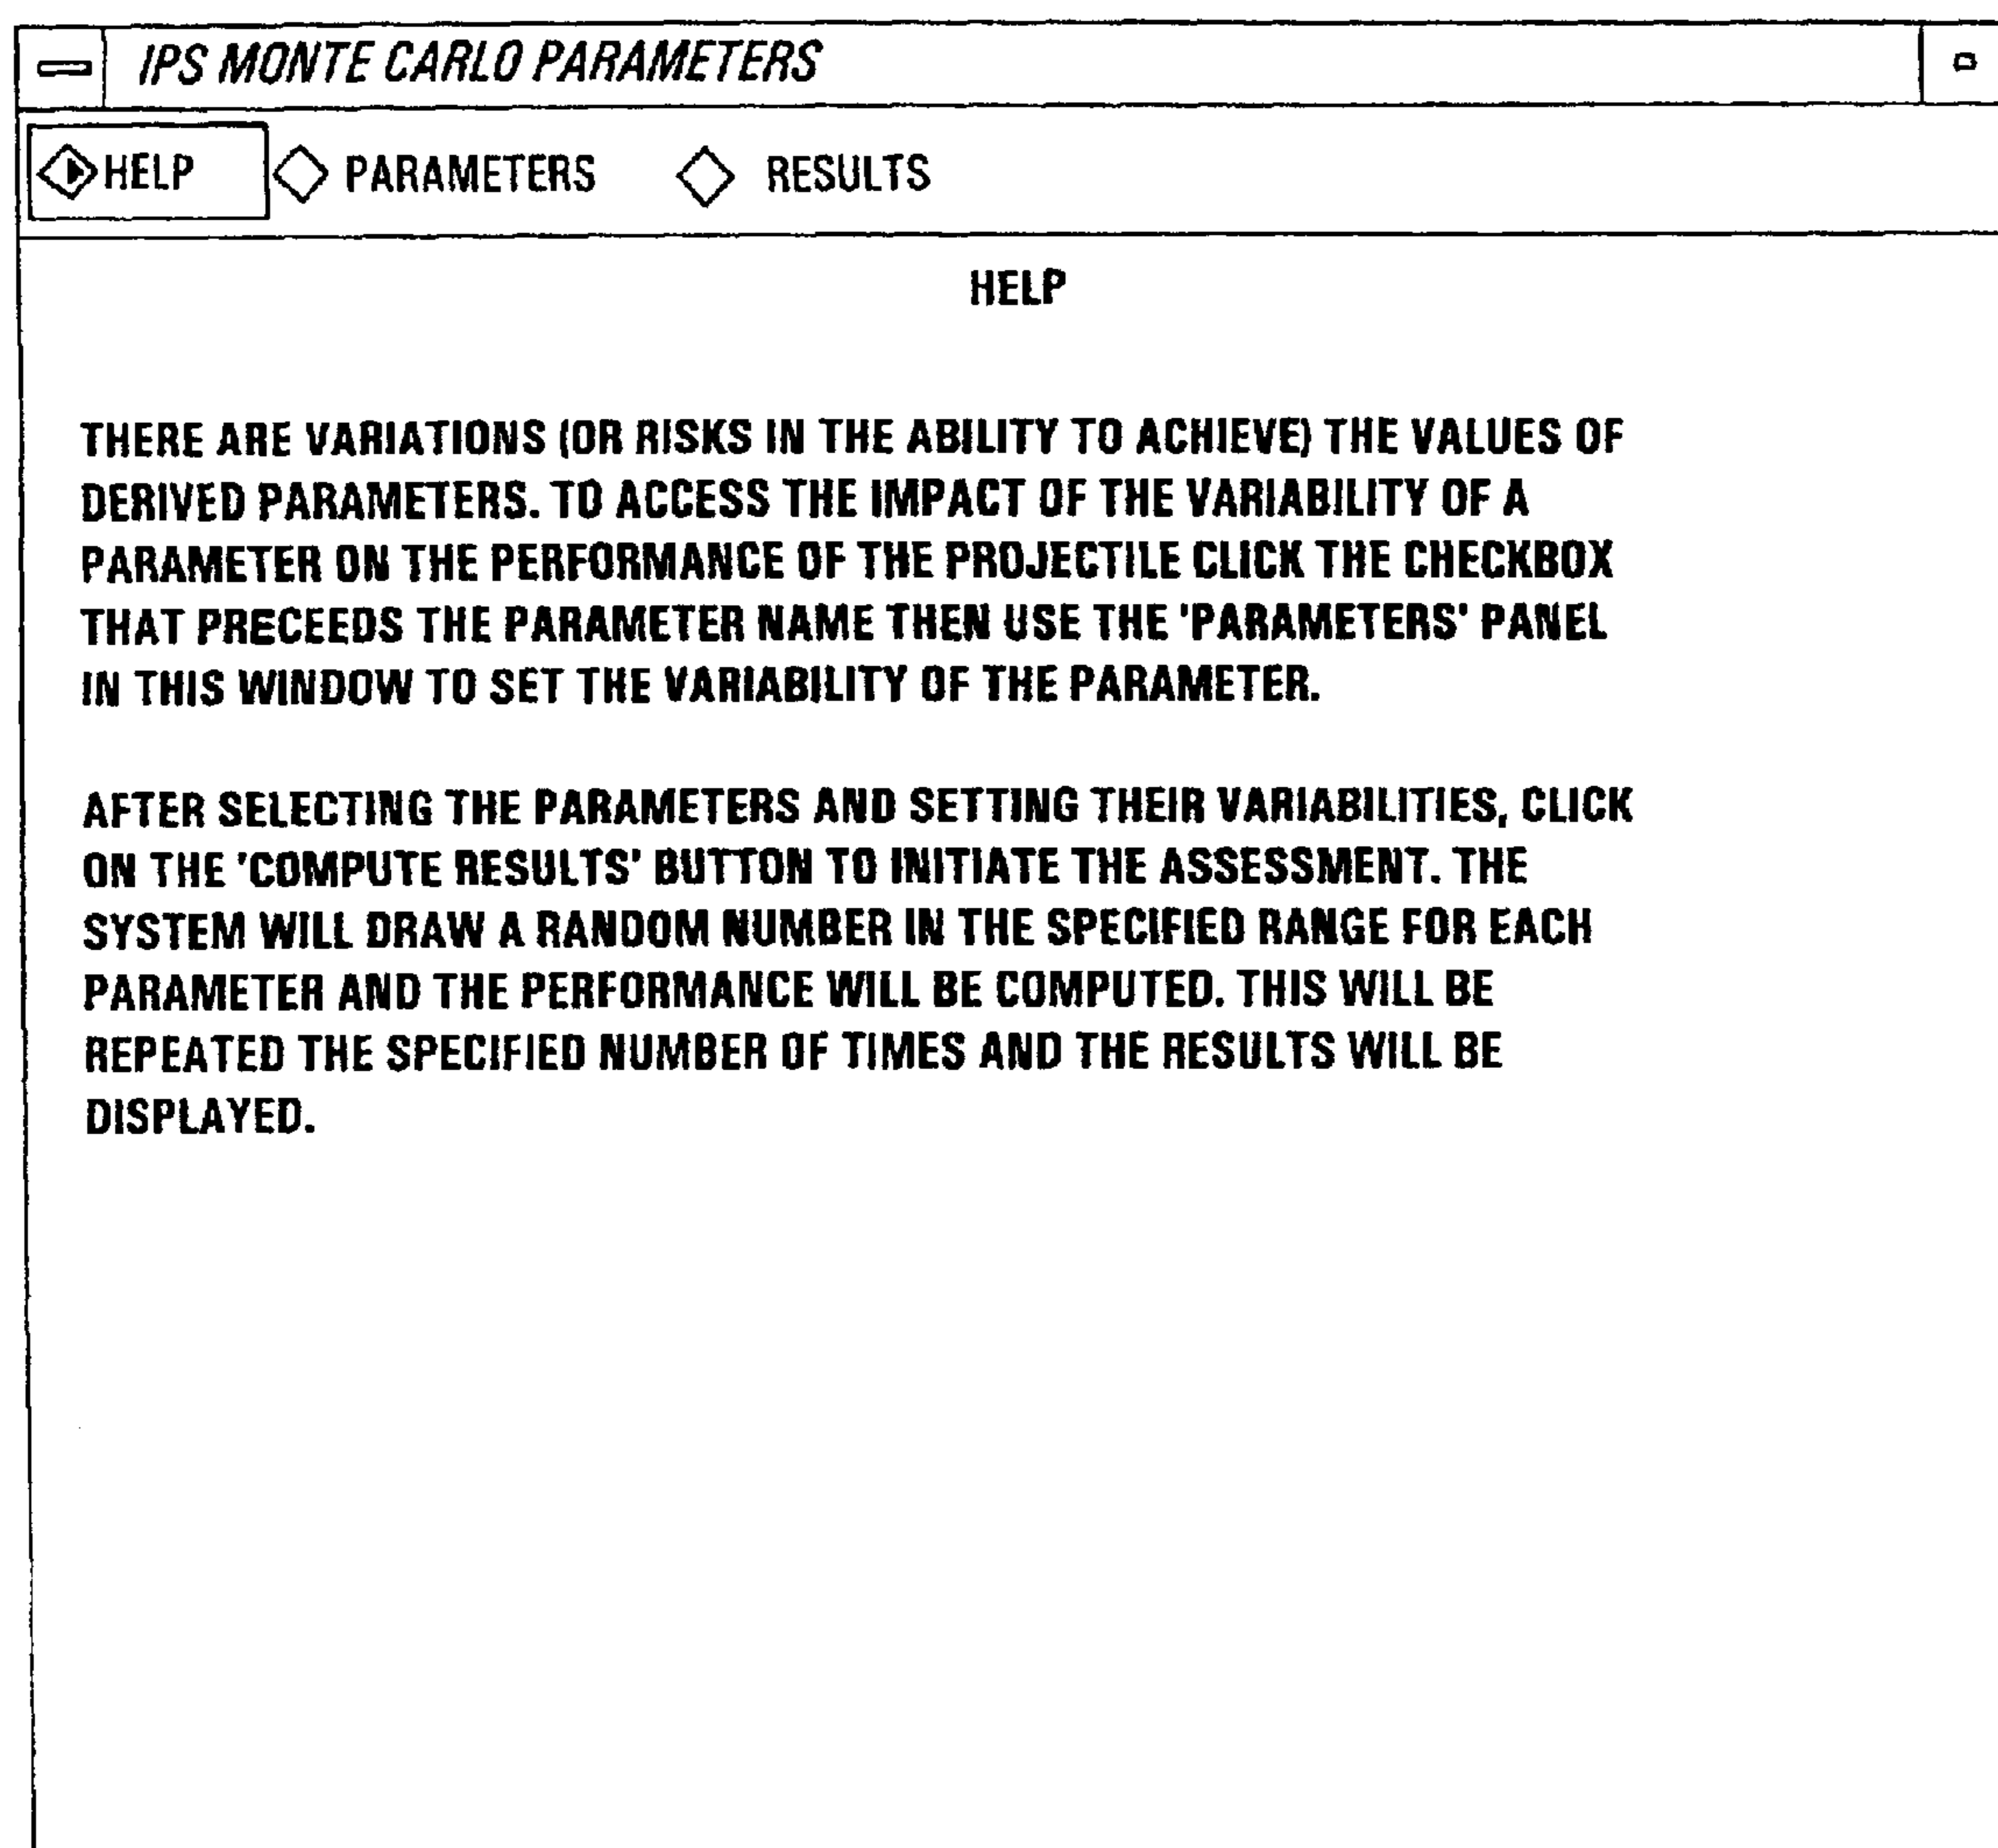 IPS MONTE CARLO PARAMETERS
HELP PARAMETERS RESULTS
HELP
THERE ARE VARIATIONS (OR RISKS IN THE ABILITY TO ACHIEVE) THE VALUES OF
DERIVED PARAMETERS. TO ACCESS THE IMPACT OF THE VARIABILITY OF A
PARAMETER ON THE PERFORMANCE OF THE PROJECTILE CLICK THE CHECKBOX
THAT PRECEEDS THE PARAMETER NAME THEN USE THE 'PARAMETERS' PANEL
IN THIS WINDOW TO SET THE VARIABILITY OF THE PARAMETER.
AFTER SELECTING THE PARAMETERS AND SETTING THEIR VARIABILITIES, CLICK
ON THE 'COMPUTE RESULTS' BUTTON TO INITIATE THE ASSESSMENT. THE
SYSTEM WILL DRAW A RANDOM NUMBER IN THE SPECIFIED RANGE FOR EACH
PARAMETER AND THE PERFORMANCE WILL BE COMPUTED. THIS WILL BE
REPEATED THE SPECIFIED NUMBER OF TIMES AND THE RESULTS WILL BE
DISPLAYED.